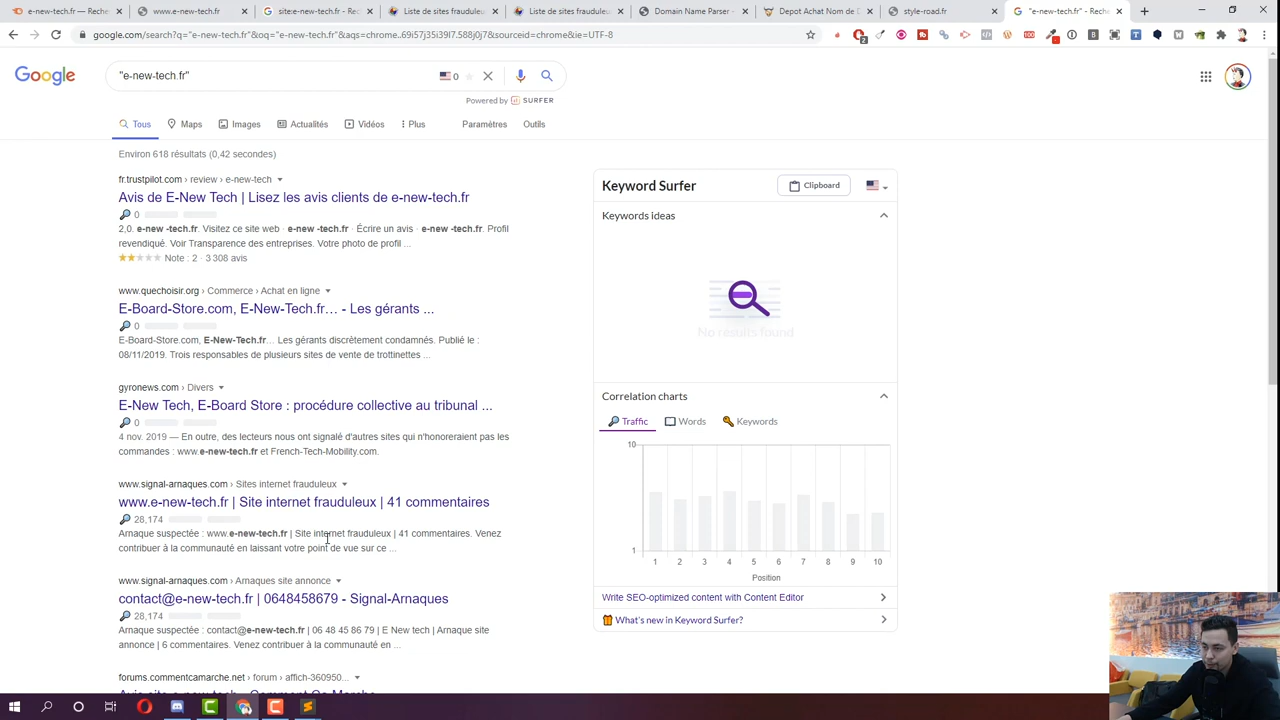 e-new-tech.fr — Reche
www.e-new-tech.fr
site:e-new-tech.fr - Rec
Liste de sites frauduleu
Liste de sites frauduleu
Domain Name Parser -
Depot Achat Nom de D
style-road.fr
"e-new-tech.fr" - Reche
google.com/search?q="e-new-tech.fr"&oq="e-new-tech.fr"&aqs=chrome..69i57j35i39l7.588j0j7&sourceid=chrome&ie=UTF-8
Google
"e-new-tech.fr"
0
Powered by SURFER
Tous
Maps
Images
Actualités
Vidéos
Plus
Paramètres
Outils
Environ 618 résultats (0,42 secondes)
fr.trustpilot.com › review › e-new-tech
Avis de E-New Tech | Lisez les avis clients de e-new-tech.fr
0
2,0. e-new -tech.fr. Visitez ce site web · e-new -tech.fr · Écrire un avis · e-new -tech.fr. Profil
revendiqué. Voir Transparence des entreprises. Votre photo de profil ...
Note : 2 · 3 308 avis
www.quechoisir.org › Commerce › Achat en ligne
E-Board-Store.com, E-New-Tech.fr… - Les gérants ...
0
E-Board-Store.com, E-New-Tech.fr… Les gérants discrètement condamnés. Publié le :
08/11/2019. Trois responsables de plusieurs sites de vente de trottinettes ...
gyronews.com › Divers
E-New Tech, E-Board Store : procédure collective au tribunal ...
0
4 nov. 2019 — En outre, des lecteurs nous ont signalé d'autres sites qui n'honoreraient pas les
commandes : www.e-new-tech.fr et French-Tech-Mobility.com.
www.signal-arnaques.com › Sites internet frauduleux
www.e-new-tech.fr | Site internet frauduleux | 41 commentaires
28,174
Arnaque suspectée : www.e-new-tech.fr | Site internet frauduleux | 41 commentaires. Venez
contribuer à la communauté en laissant votre point de vue sur ce ...
www.signal-arnaques.com › Arnaques site annonce
contact@e-new-tech.fr | 0648458679 - Signal-Arnaques
28,174
Arnaque suspectée : contact@e-new-tech.fr | 06 48 45 86 79 | E New tech | Arnaque site
annonce | 6 commentaires. Venez contribuer à la communauté en ...
forums.commentcamarche.net › forum › affich-360950...
Avis site e-new-tech - Comment Ça Marche
Keyword Surfer
Clipboard
Keywords ideas
No results found
Correlation charts
Traffic
Words
Keywords
10
1
1 2 3 4 5 6 7 8 9 10
Position
Write SEO-optimized content with Content Editor
What's new in Keyword Surfer?